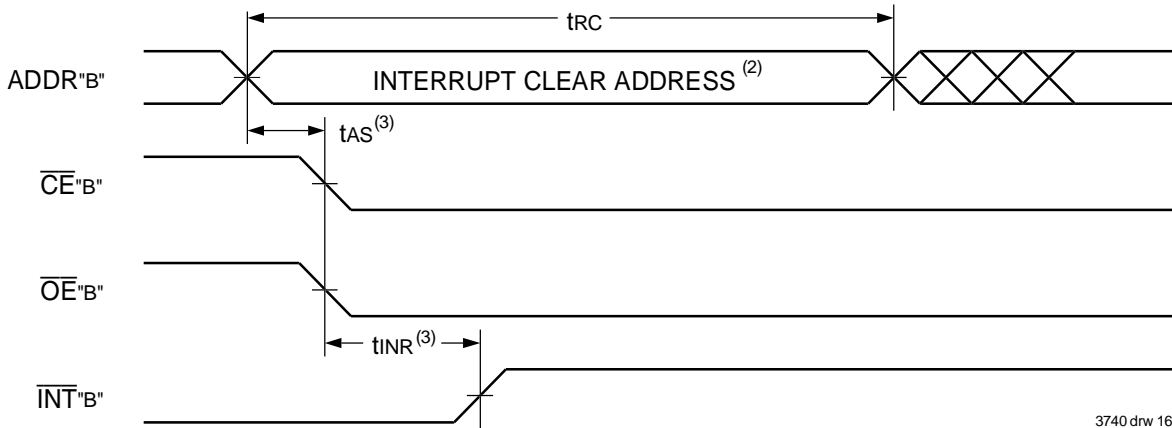 tRC
ADDR"B"
INTERRUPT CLEAR ADDRESS (2)
tAS(3)
CE"B"
OE"B"
tINR(3)
INT"B"
3740 drw 16